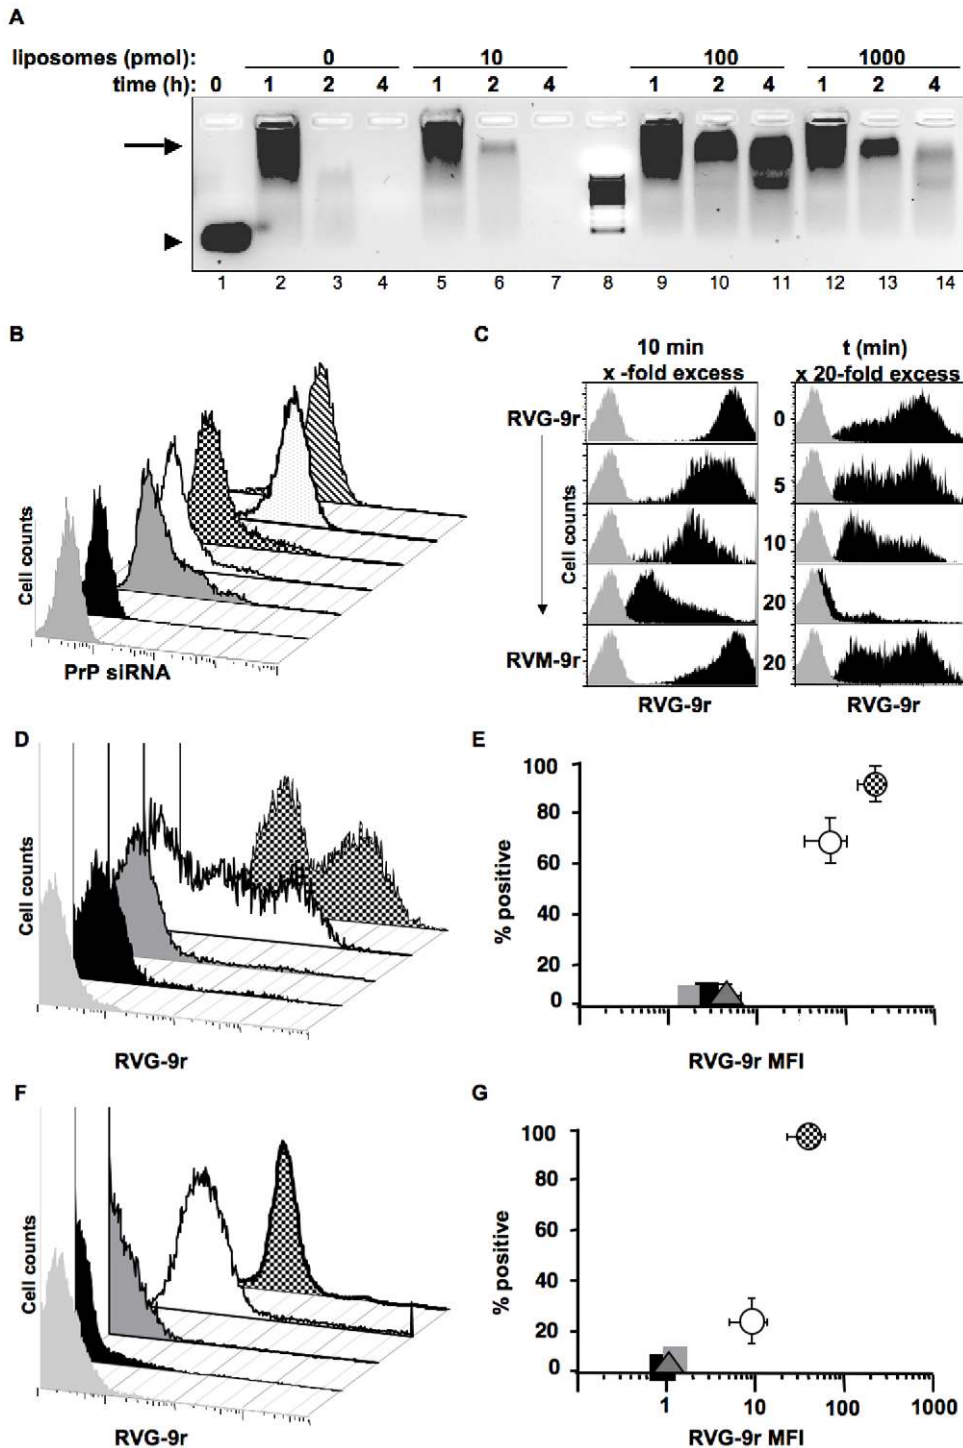 A
liposomes (pmol): 0 10 100 1000
time (h): 0 1 2 4 1 2 4 1 2 4 1 2 4
1 2 3 4 5 6 7 8 9 10 11 12 13 14
B
Cell counts
PrP siRNA
C
10 min
x -fold excess
t (min)
x 20-fold excess
RVG-9r
Cell counts
RVM-9r
0
5
10
20
20
RVG-9r
RVG-9r
D
Cell counts
RVG-9r
E
% positive
100
80
60
40
20
0
RVG-9r MFI
F
Cell counts
RVG-9r
G
% positive
100
80
60
40
20
0
1 10 100 1000
RVG-9r MFI